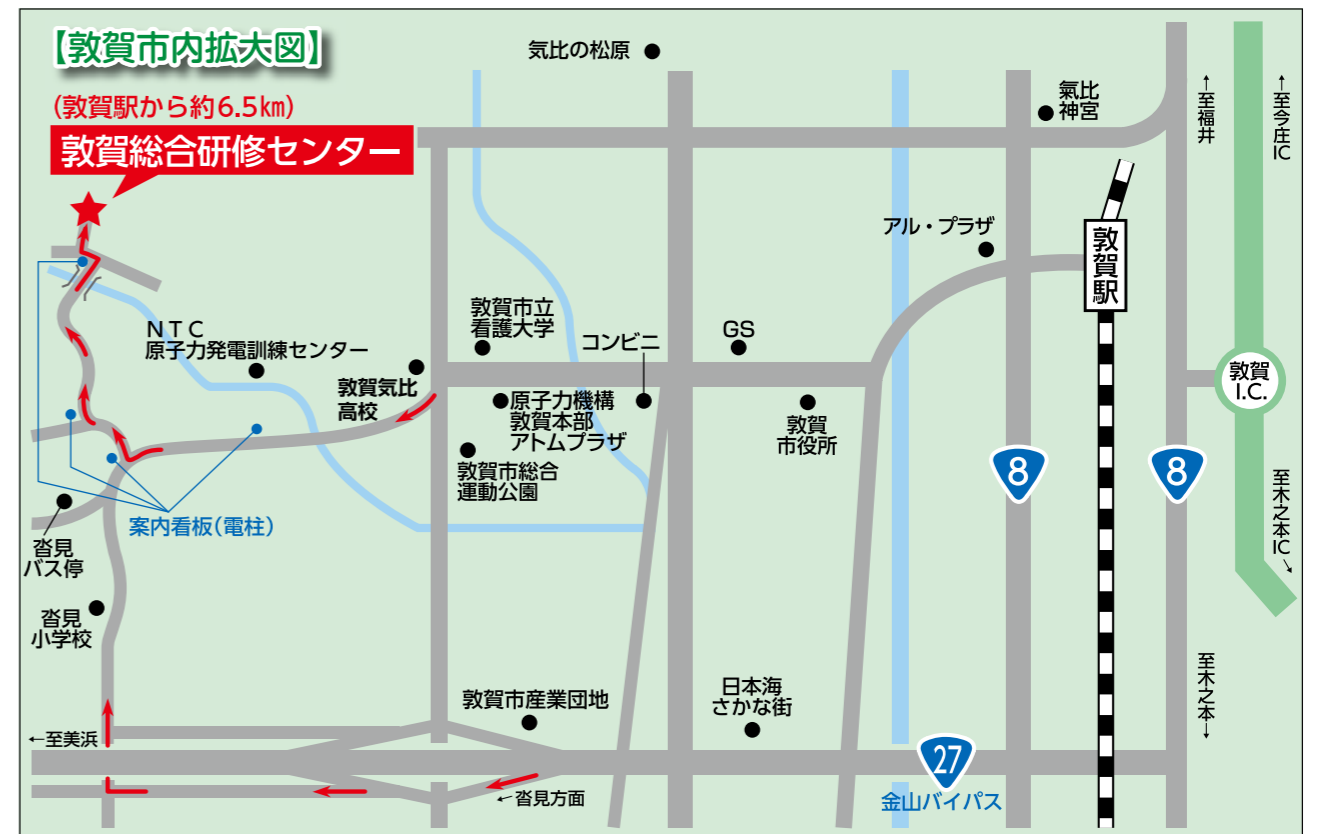 【敦賀市内拡大図】
(敦賀駅から約6.5㎞)
敦賀総合研修センター
気比の松原
氣比
神宮
←至福井
←至今庄IC
アル・プラザ
敦賀駅
敦賀市立
看護大学
コンビニ
GS
ＮＴＣ
原子力発電訓練センター
敦賀気比
高校
原子力機構
敦賀本部
アトムプラザ
敦賀
市役所
敦賀
I.C.
敦賀市総合
運動公園
8
8
案内看板(電柱)
沓見
バス停
至木之本IC→
沓見
小学校
敦賀市産業団地
日本海
さかな街
至木之本→
←至美浜
27
←沓見方面
金山バイパス